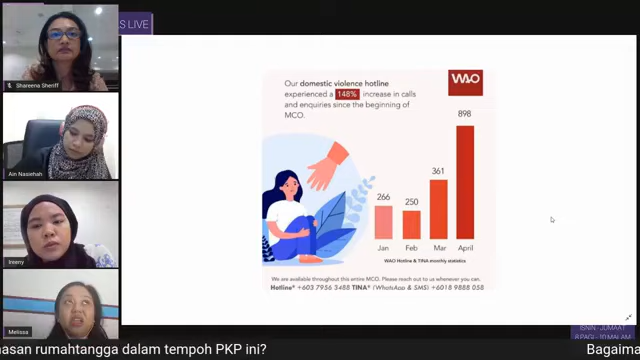 S LIVE
Shareena Sheriff
Ain Nasiehah
Ireeny
Melissa
Our domestic violence hotline
experienced a 148% increase in calls
and enquiries since the beginning of
MCO.
WAO
898
361
266
250
Jan Feb Mar April
WAO Hotline & TINA monthly statistics
We are available throughout this entire MCO. Please reach out to us whenever you can.
Hotline* +603 7956 3488 TINA* (WhatsApp & SMS) +6018 9888 058
ISNIN - JUMAAT
8 PAGI - 10 MALAM
masan rumahtangga dalam tempoh PKP ini?
Bagaima